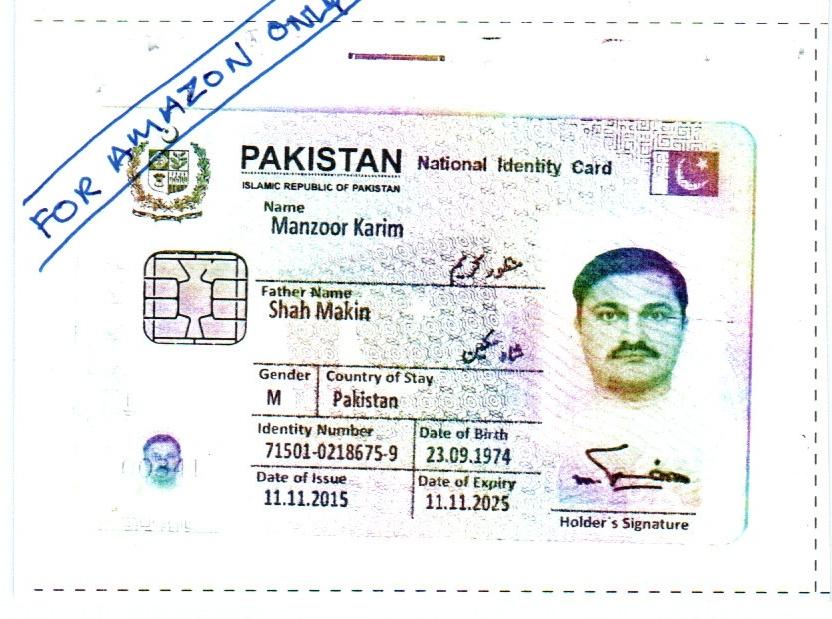 FOR AMAZON ONLY
PAKISTAN National Identity Card
ISLAMIC REPUBLIC OF PAKISTAN
Name
Manzoor Karim
منظور کریم
Father Name
Shah Makin
شاہ مکین
Gender Country of Stay
M Pakistan
Identity Number Date of Birth
71501-0218675-9 23.09.1974
Date of Issue Date of Expiry
11.11.2015 11.11.2025
Holder's Signature